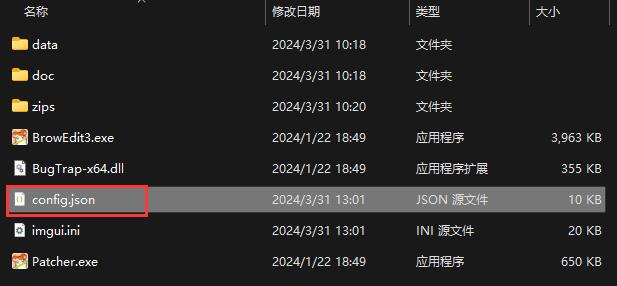 名称 修改日期 类型 大小
data 2024/3/31 10:18 文件夹
doc 2024/3/31 10:18 文件夹
zips 2024/3/31 10:20 文件夹
BrowEdit3.exe 2024/1/22 18:49 应用程序 3,963 KB
BugTrap-x64.dll 2024/1/22 18:49 应用程序扩展 355 KB
config.json 2024/3/31 13:01 JSON 源文件 10 KB
imgui.ini 2024/3/31 13:01 INI 源文件 20 KB
Patcher.exe 2024/1/22 18:49 应用程序 650 KB